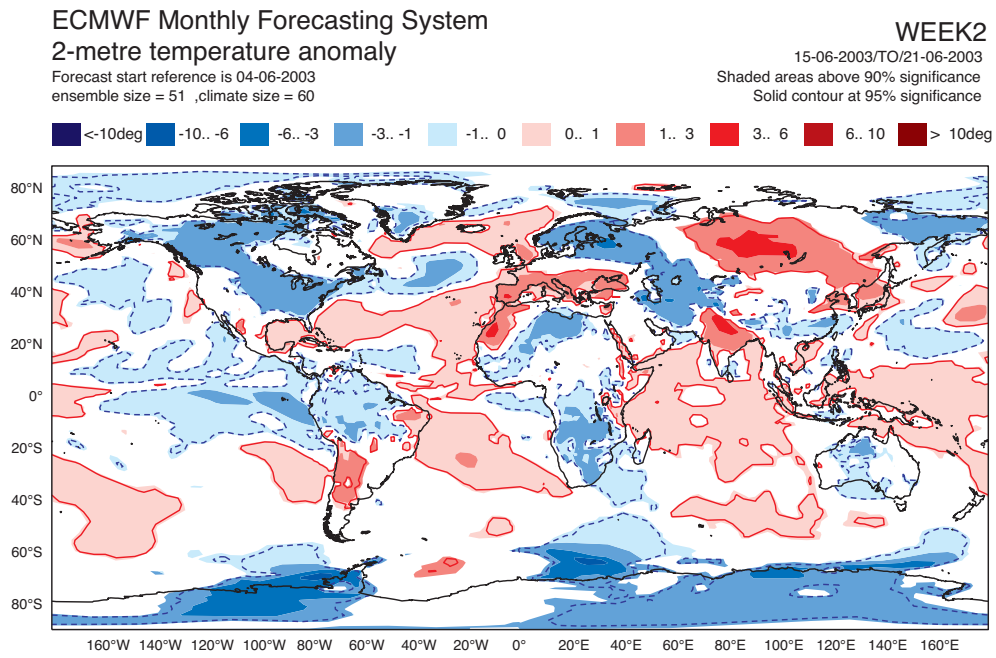 ECMWF Monthly Forecasting System
2-metre temperature anomaly
Forecast start reference is 04-06-2003
ensemble size = 51 ,climate size = 60
WEEK2
15-06-2003/TO/21-06-2003
Shaded areas above 90% significance
Solid contour at 95% significance
<-10deg -10.. -6 -6.. -3 -3.. -1 -1.. 0 0.. 1 1.. 3 3.. 6 6.. 10 > 10deg
80°N
60°N
40°N
20°N
0°
20°S
40°S
60°S
80°S
160°W 140°W 120°W 100°W 80°W 60°W 40°W 20°W 0° 20°E 40°E 60°E 80°E 100°E 120°E 140°E 160°E